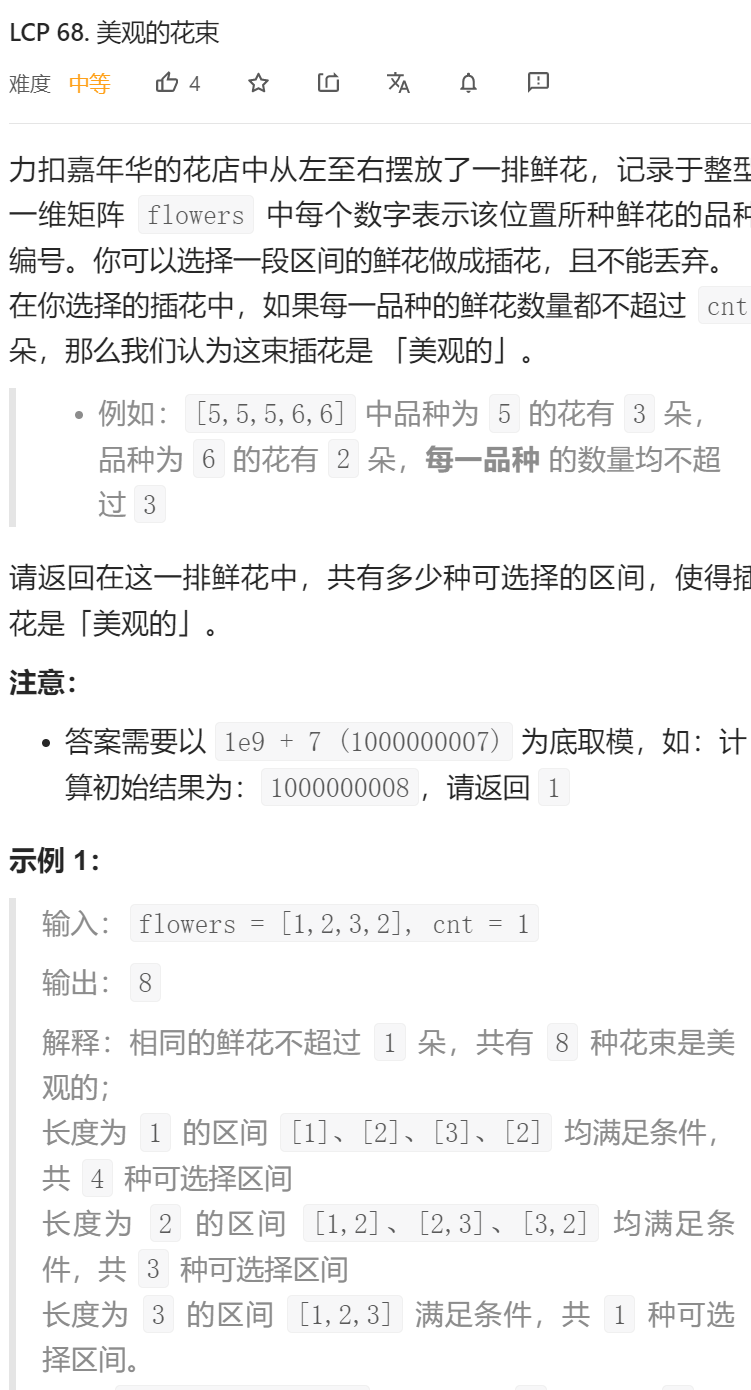 LCP 68. 美观的花束
难度 中等 4
力扣嘉年华的花店中从左至右摆放了一排鲜花，记录于整型
一维矩阵 flowers 中每个数字表示该位置所种鲜花的品种
编号。你可以选择一段区间的鲜花做成插花，且不能丢弃。
在你选择的插花中，如果每一品种的鲜花数量都不超过 cnt
朵，那么我们认为这束插花是 「美观的」。
• 例如：[5,5,5,6,6] 中品种为 5 的花有 3 朵，
品种为 6 的花有 2 朵，每一品种 的数量均不超
过 3
请返回在这一排鲜花中，共有多少种可选择的区间，使得插
花是「美观的」。
注意：
• 答案需要以 1e9 + 7 (1000000007) 为底取模，如：计
算初始结果为：1000000008，请返回 1
示例 1：
输入：flowers = [1,2,3,2], cnt = 1
输出：8
解释：相同的鲜花不超过 1 朵，共有 8 种花束是美
观的；
长度为 1 的区间 [1]、[2]、[3]、[2] 均满足条件，
共 4 种可选择区间
长度为 2 的区间 [1,2]、[2,3]、[3,2] 均满足条
件，共 3 种可选择区间
长度为 3 的区间 [1,2,3] 满足条件，共 1 种可选
择区间。